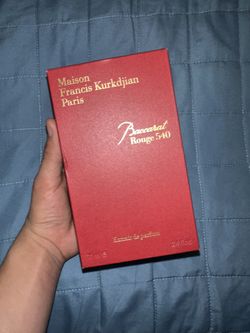 Maison
Francis Kurkdjian
Paris
Baccarat
Rouge 540
Extrait de parfum